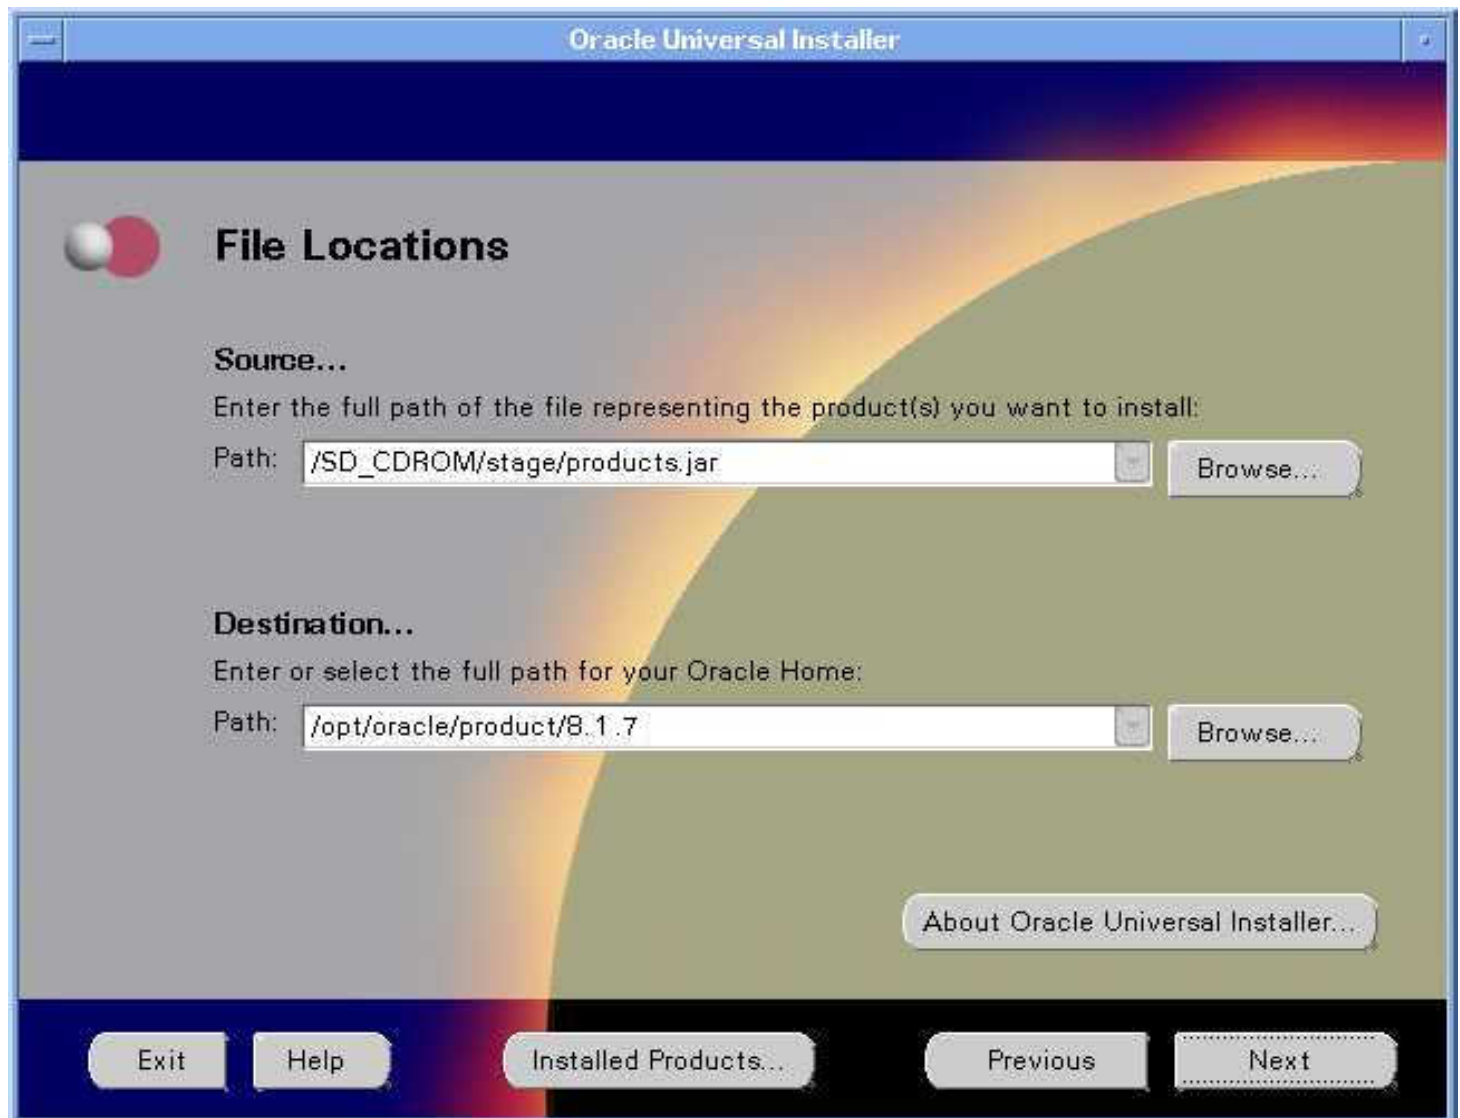 Oracle Universal Installer
File Locations
Source...
Enter the full path of the file representing the product(s) you want to install:
Path: /SD_CDROM/stage/products.jar Browse...
Destination...
Enter or select the full path for your Oracle Home:
Path: /opt/oracle/product/8.1.7 Browse...
About Oracle Universal Installer...
Exit Help Installed Products... Previous Next